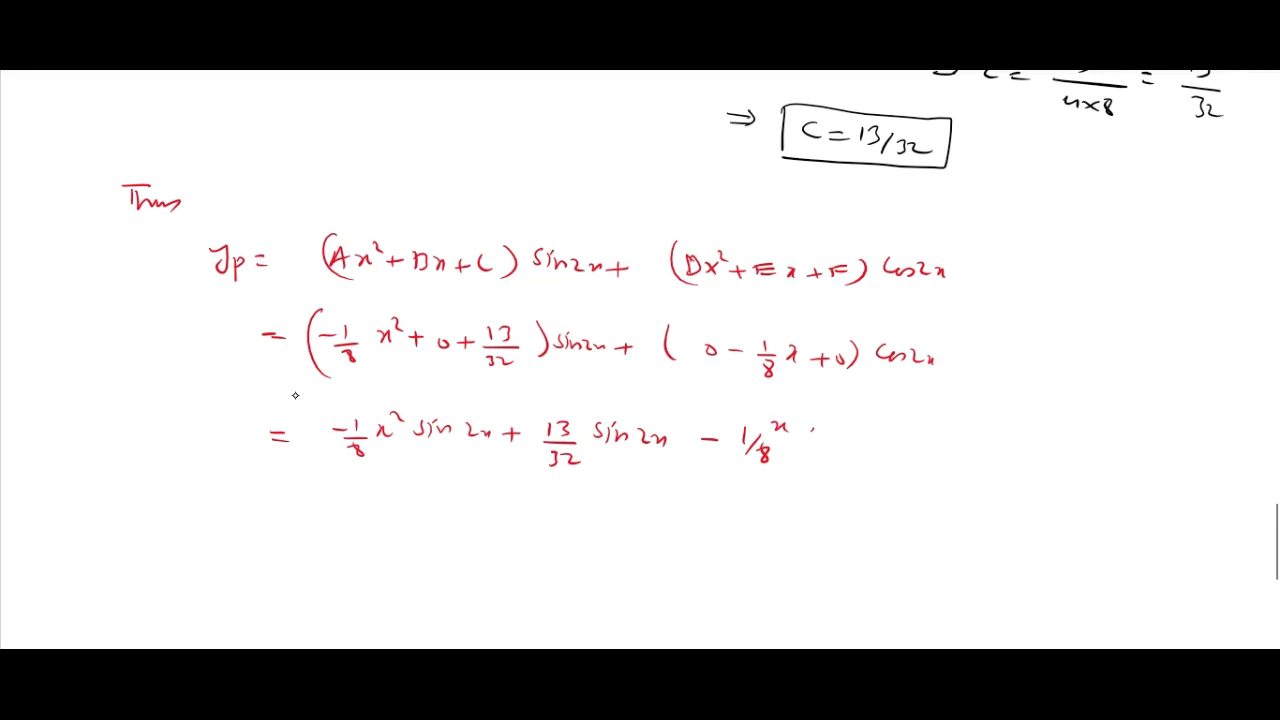 C = 13/32
Thus
yp = (Ax² + Bx + C) sin2x + (Dx² + Ex + F) cos2x
= (-1/8 x² + 0 + 13/32) sin2x + (0 - 1/8 x + 0) cos2x
= -1/8 x² sin 2x + 13/32 sin 2x - 1/8 x